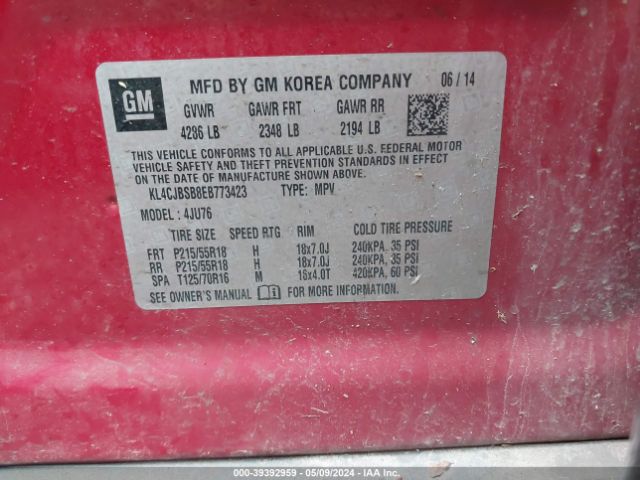 GM
MFD BY GM KOREA COMPANY 06 / 14
GVWR GAWR FRT GAWR RR
4286 LB 2348 LB 2194 LB
THIS VEHICLE CONFORMS TO ALL APPLICABLE U.S. FEDERAL MOTOR
VEHICLE SAFETY AND THEFT PREVENTION STANDARDS IN EFFECT
ON THE DATE OF MANUFACTURE SHOWN ABOVE.
KL4CJBSB8EB773423 TYPE: MPV
MODEL : 4JU76
TIRE SIZE SPEED RTG RIM COLD TIRE PRESSURE
FRT P215/55R18 H 18x7.0J 240KPA, 35 PSI
RR P215/55R18 H 18x7.0J 240KPA, 35 PSI
SPA T125/70R16 M 16x4.0T 420KPA, 60 PSI
SEE OWNER'S MANUAL FOR MORE INFORMATION.
000-39392959 - 05/09/2024 - IAA Inc.